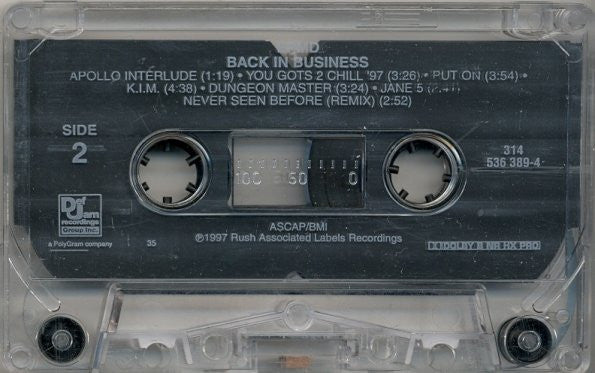 BACK IN BUSINESS
APOLLO INTERLUDE (1:19) • YOU GOTS 2 CHILL '97 (3:26) • PUT ON (3:54) •
K.I.M. (4:38) • DUNGEON MASTER (3:24) • JANE 5
NEVER SEEN BEFORE (REMIX) (2:52)
SIDE
2
314
536 389-4
100 50 0
Def
Jam
recordings
Group Inc.
a PolyGram company
35
ASCAP/BMI
℗1997 Rush Associated Labels Recordings
DOLBY B NR HX PRO